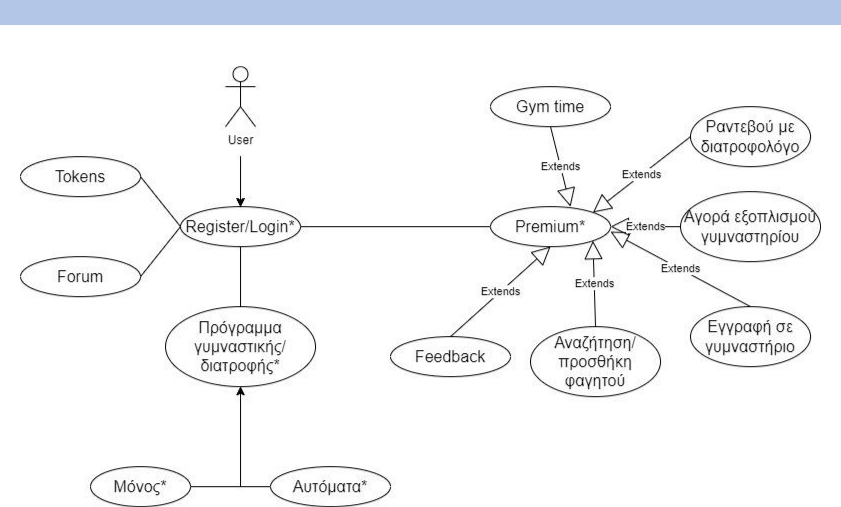 User
Tokens
Register/Login*
Forum
Πρόγραμμα
γυμναστικής/
διατροφής*
Μόνος*
Αυτόματα*
Gym time
Extends
Ραντεβού με
διατροφολόγο
Extends
Premium*
Extends
Αγορά εξοπλισμού
γυμναστηρίου
Extends
Εγγραφή σε
γυμναστήριο
Extends
Feedback
Extends
Αναζήτηση/
προσθήκη
φαγητού